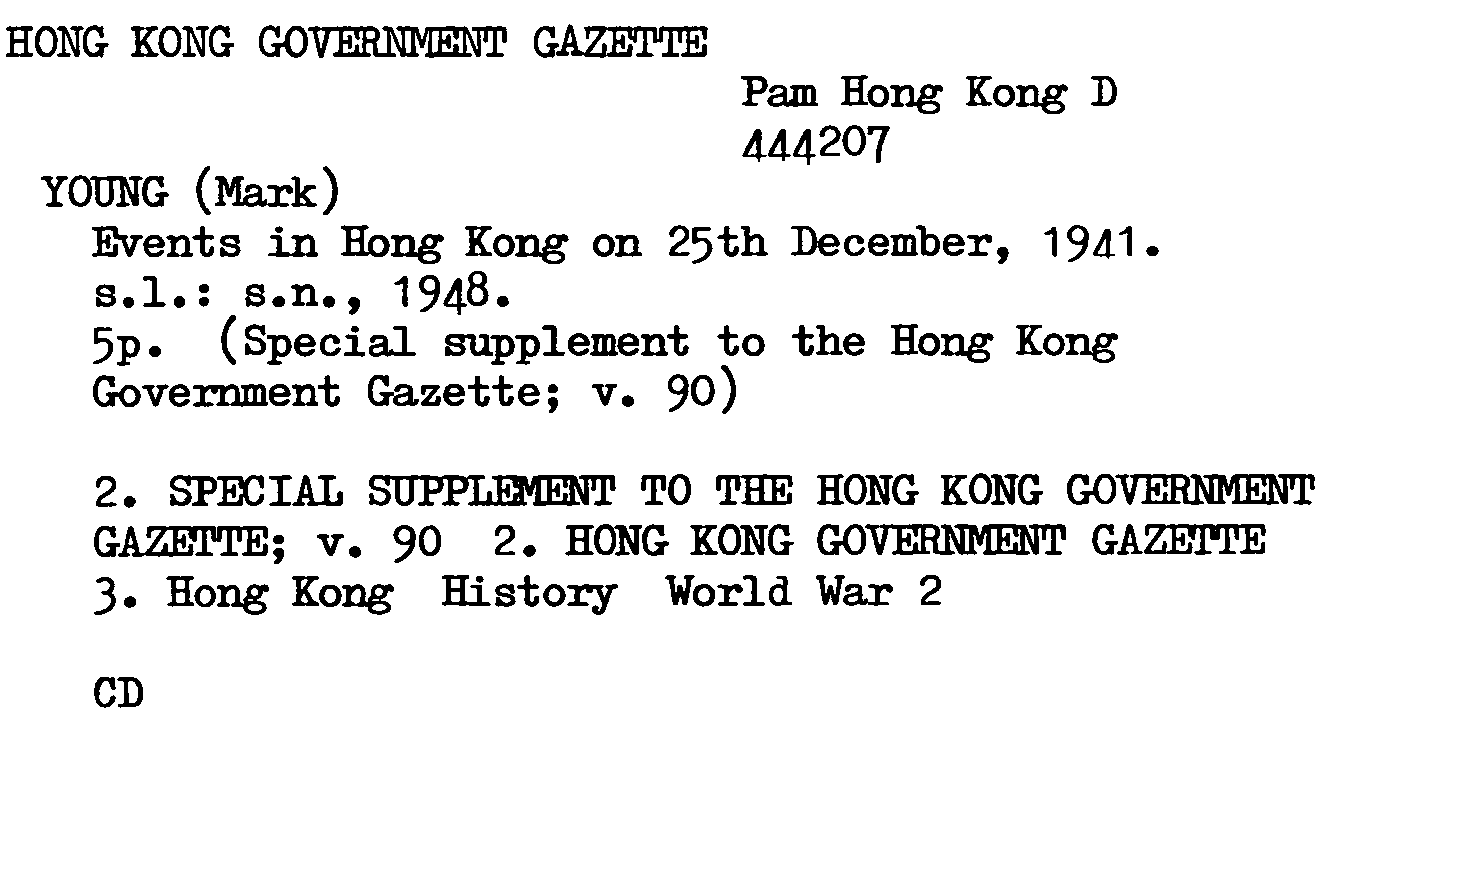 HONG KONG GOVERNMENT GAZETTE
Pam Hong Kong D
444207
YOUNG (Mark)
Events in Hong Kong on 25th December, 1941.
s.l.: s.n., 1948.
5p. (Special supplement to the Hong Kong
Government Gazette; v. 90)
2. SPECIAL SUPPLEMENT TO THE HONG KONG GOVERNMENT
GAZETTE; v. 90 2. HONG KONG GOVERNMENT GAZETTE
3. Hong Kong History World War 2
CD